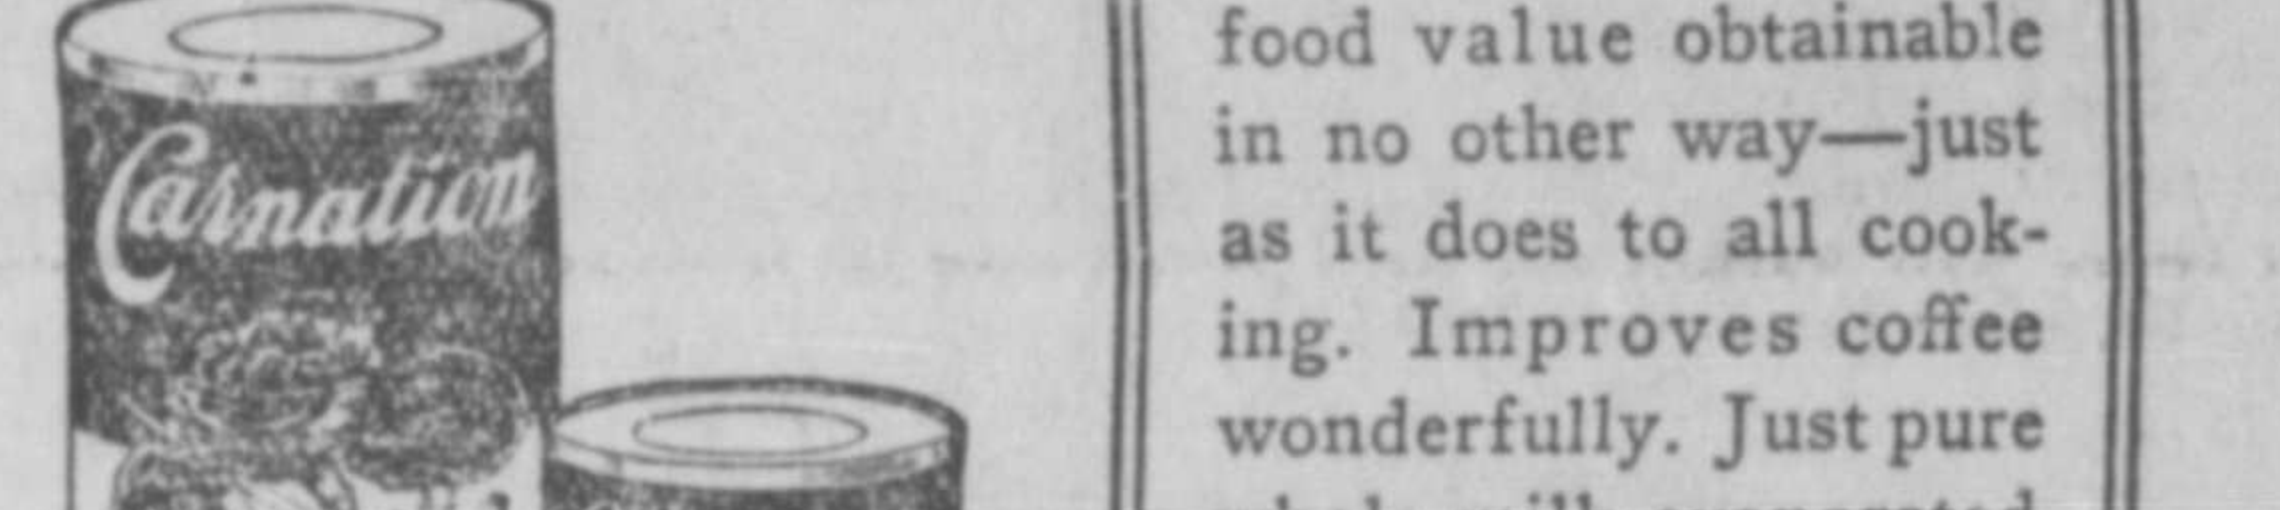 Carnation
food value obtainable
in no other way—just
as it does to all cook-
ing. Improves coffee
wonderfully. Just pure